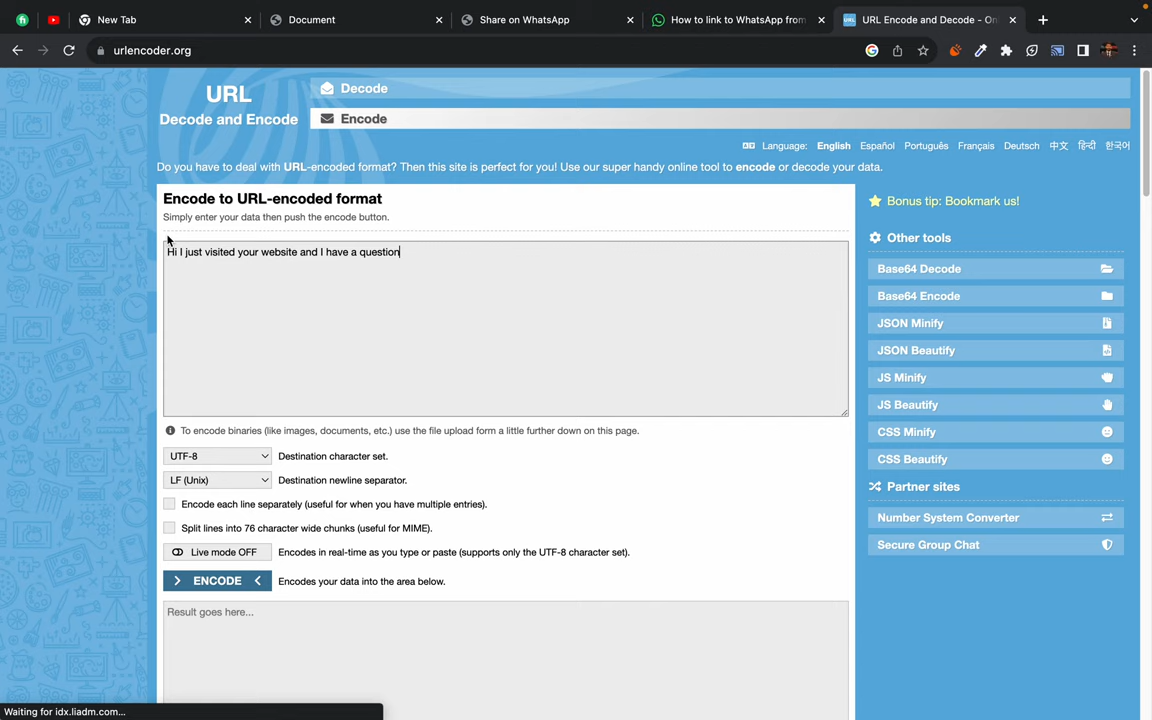 New Tab
Document
Share on WhatsApp
How to link to WhatsApp from
URL Encode and Decode - Onl
urlencoder.org
URL
Decode and Encode
Decode
Encode
Language: English Español Português Français Deutsch 中文 हिन्दी 한국어
Do you have to deal with URL-encoded format? Then this site is perfect for you! Use our super handy online tool to encode or decode your data.
Encode to URL-encoded format
Simply enter your data then push the encode button.
Hi I just visited your website and I have a question
To encode binaries (like images, documents, etc.) use the file upload form a little further down on this page.
UTF-8 Destination character set.
LF (Unix) Destination newline separator.
Encode each line separately (useful for when you have multiple entries).
Split lines into 76 character wide chunks (useful for MIME).
Live mode OFF Encodes in real-time as you type or paste (supports only the UTF-8 character set).
> ENCODE < Encodes your data into the area below.
Result goes here...
Bonus tip: Bookmark us!
Other tools
Base64 Decode
Base64 Encode
JSON Minify
JSON Beautify
JS Minify
JS Beautify
CSS Minify
CSS Beautify
Partner sites
Number System Converter
Secure Group Chat
Waiting for idx.liadm.com...